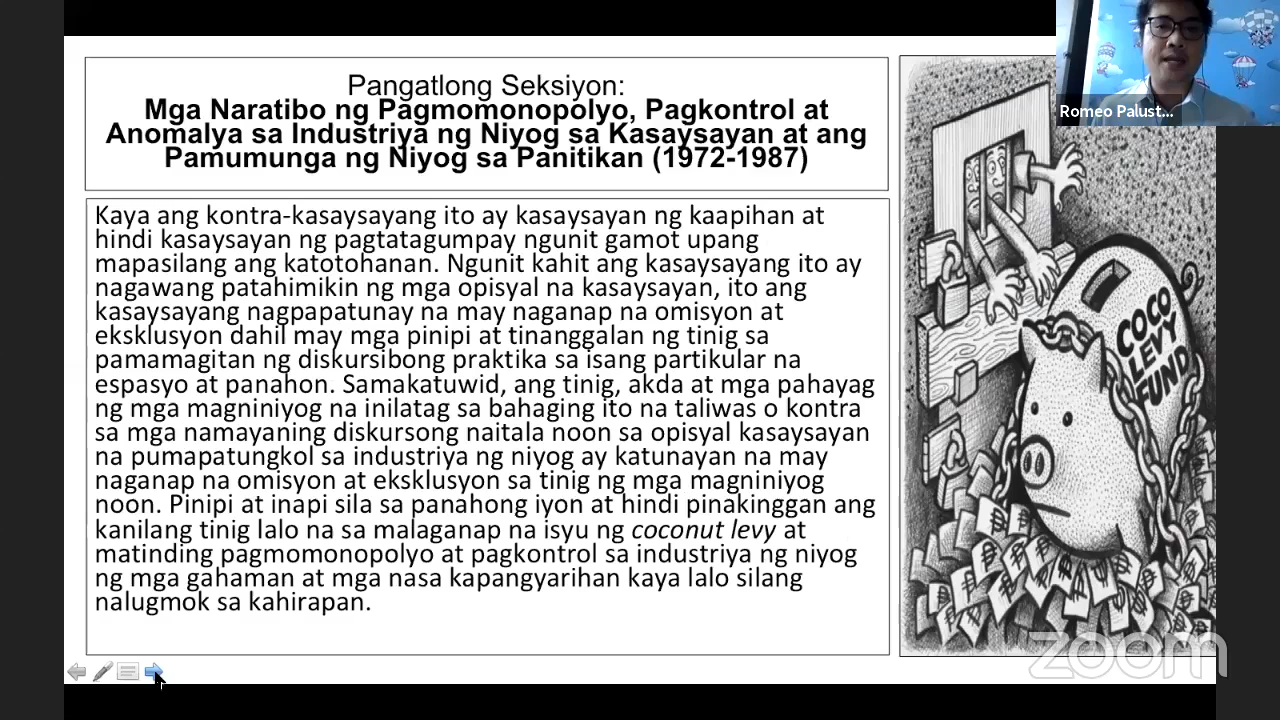 Pangatlong Seksiyon:
Mga Naratibo ng Pagmomonopolyo, Pagkontrol at
Anomalya sa Industriya ng Niyog sa Kasaysayan at ang
Pamumunga ng Niyog sa Panitikan (1972-1987)
Kaya ang kontra-kasaysayang ito ay kasaysayan ng kaapihan at
hindi kasaysayan ng pagtatagumpay ngunit gamot upang
mapasilang ang katotohanan. Ngunit kahit ang kasaysayang ito ay
nagawang patahimikin ng mga opisyal na kasaysayan, ito ang
kasaysayang nagpapatunay na may naganap na omisyon at
eksklusyon dahil may mga pinipi at tinanggalan ng tinig sa
pamamagitan ng diskursibong praktika sa isang partikular na
espasyo at panahon. Samakatuwid, ang tinig, akda at mga pahayag
ng mga magniniyog na inilatag sa bahaging ito na taliwas o kontra
sa mga namayaning diskursong naitala noon sa opisyal kasaysayan
na pumapatungkol sa industriya ng niyog ay katunayan na may
naganap na omisyon at eksklusyon sa tinig ng mga magniniyog
noon. Pinipi at inapi sila sa panahong iyon at hindi pinakinggan ang
kanilang tinig lalo na sa malaganap na isyu ng coconut levy at
matinding pagmomonopolyo at pagkontrol sa industriya ng niyog
ng mga gahaman at mga nasa kapangyarihan kaya lalo silang
nalugmok sa kahirapan.
COCO
LEVY
FUND
Romeo Palust...
zoom